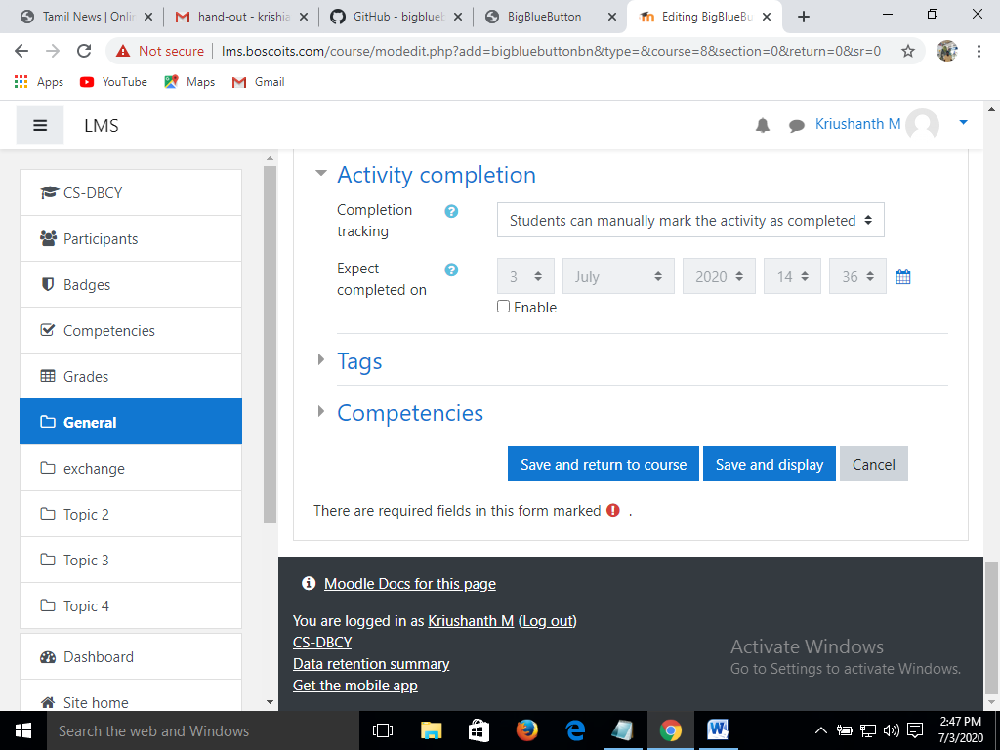 Tamil News | Onlin
hand-out - krishia
GitHub - bigblueb
BigBlueButton
Editing BigBlueBu
Not secure
lms.boscoits.com/course/modedit.php?add=bigbluebuttonbn&type=&course=8&section=0&return=0&sr=0
Apps
YouTube
Maps
Gmail
LMS
Kriushanth M
CS-DBCY
Participants
Badges
Competencies
Grades
General
exchange
Topic 2
Topic 3
Topic 4
Dashboard
Site home
Activity completion
Completion
tracking
Students can manually mark the activity as completed
Expect
completed on
3 July 2020 14 36
Enable
Tags
Competencies
Save and return to course
Save and display
Cancel
There are required fields in this form marked .
Moodle Docs for this page
You are logged in as Kriushanth M (Log out)
CS-DBCY
Data retention summary
Get the mobile app
Activate Windows
Go to Settings to activate Windows.
Search the web and Windows
2:47 PM
7/3/2020